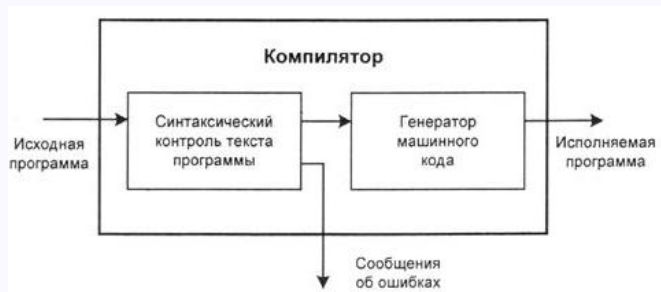 Компилятор
Исходная
программа
Синтаксический
контроль текста
программы
Генератор
машинного
кода
Исполняемая
программа
Сообщения
об ошибках